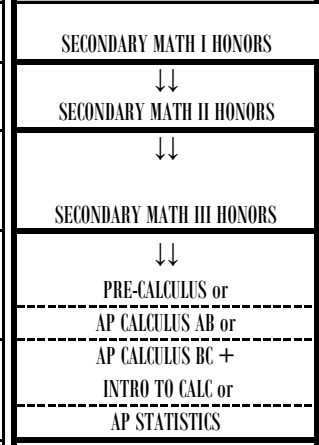 SECONDARY MATH I HONORS
↓↓
SECONDARY MATH II HONORS
↓↓
SECONDARY MATH III HONORS
↓↓
PRE-CALCULUS or
AP CALCULUS AB or
AP CALCULUS BC +
INTRO TO CALC or
AP STATISTICS